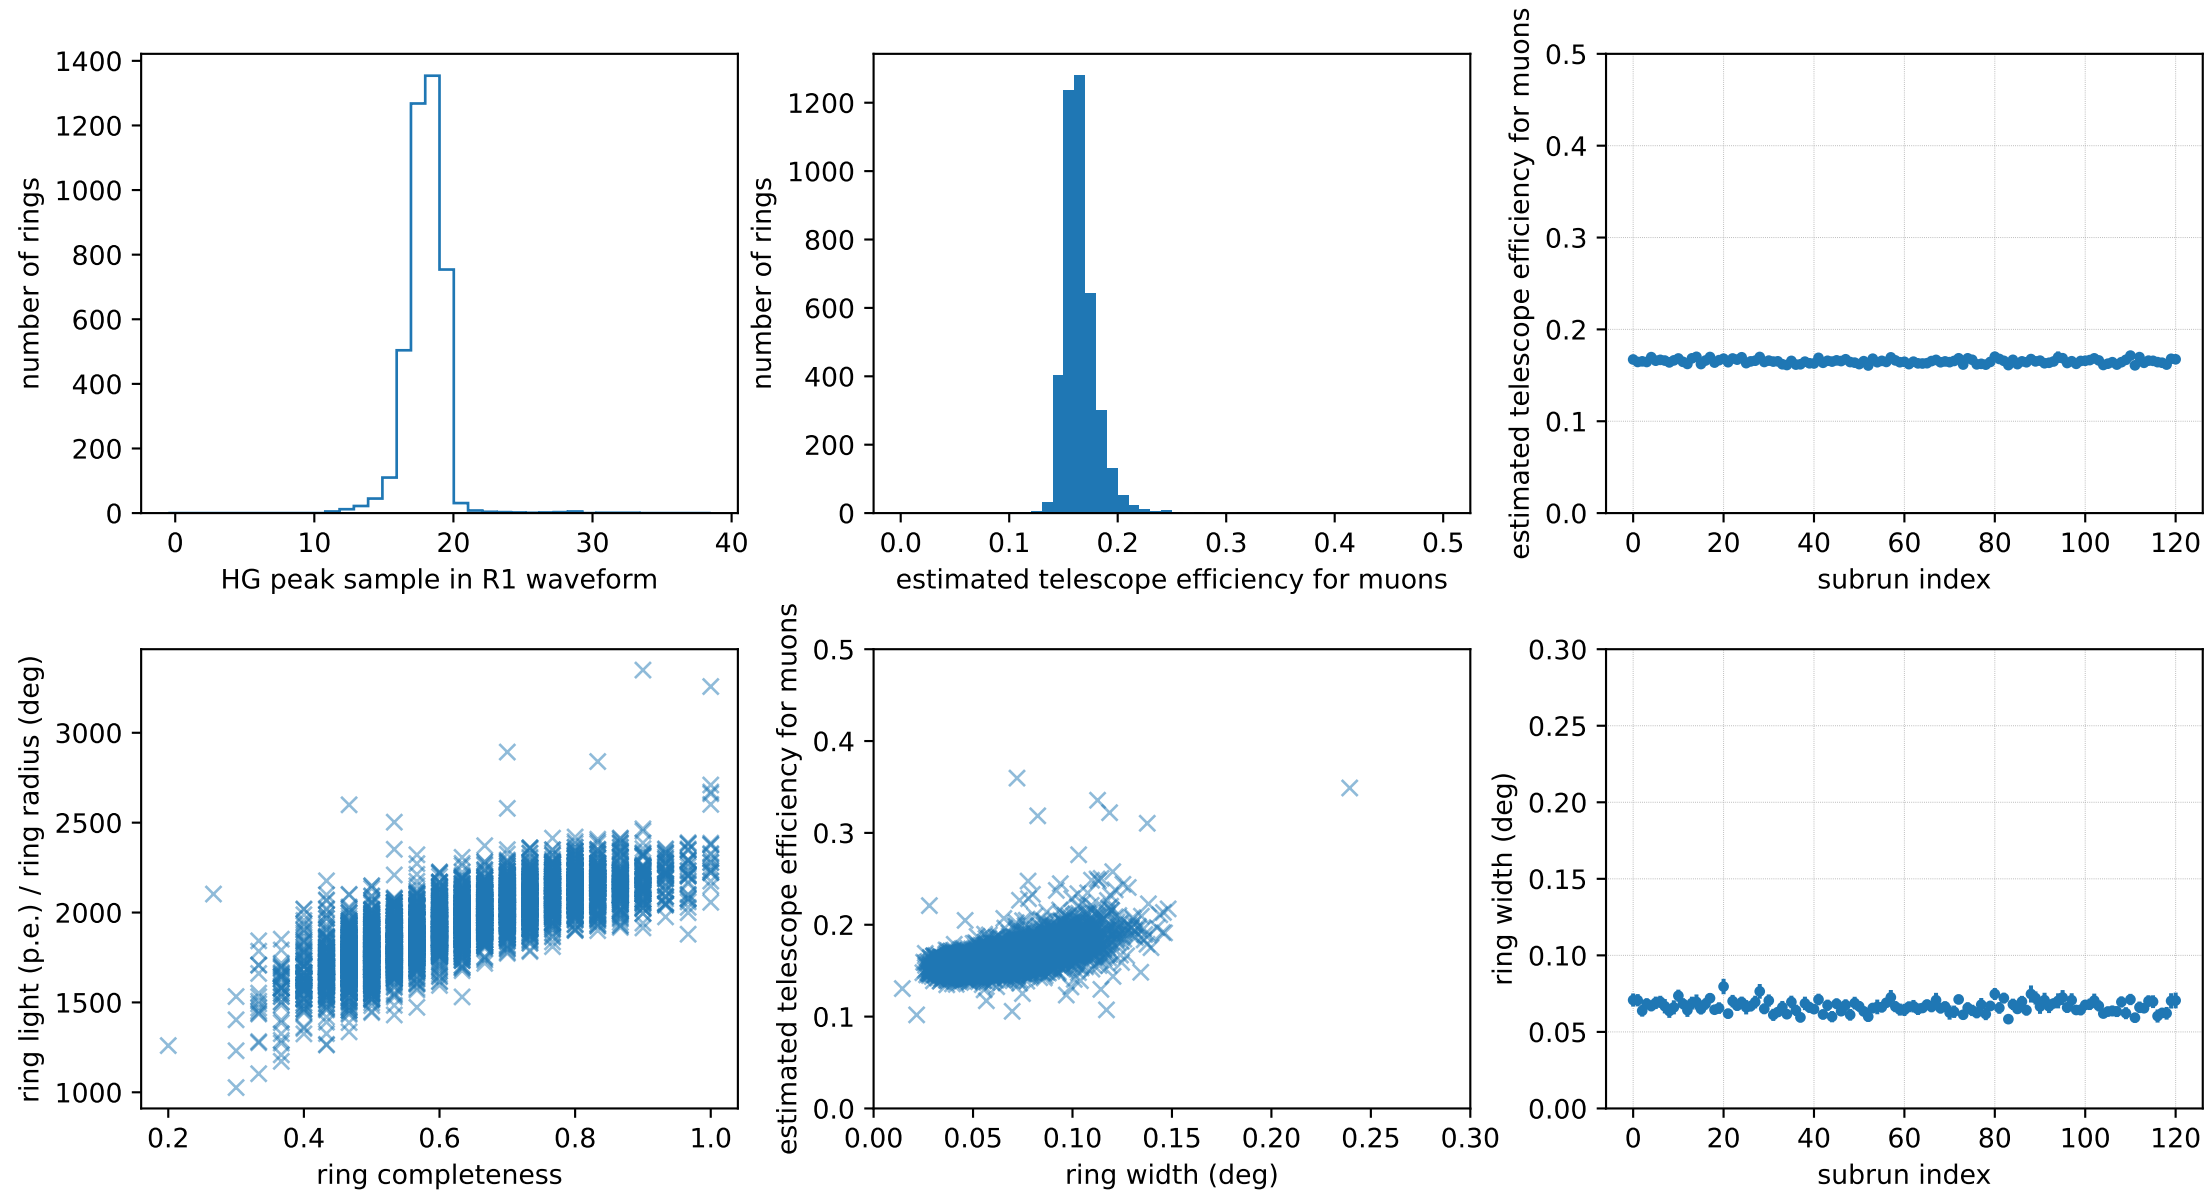 1400
1200
1000
800
600
400
200
0
number of rings
0 10 20 30 40
HG peak sample in R1 waveform
1200
1000
800
600
400
200
0
number of rings
0.0 0.1 0.2 0.3 0.4 0.5
estimated telescope efficiency for muons
0.5
0.4
0.3
0.2
0.1
0.0
estimated telescope efficiency for muons
0 20 40 60 80 100 120
subrun index
3000
2500
2000
1500
1000
ring light (p.e.) / ring radius (deg)
0.2 0.4 0.6 0.8 1.0
ring completeness
0.5
0.4
0.3
0.2
0.1
0.0
estimated telescope efficiency for muons
0.00 0.05 0.10 0.15 0.20 0.25 0.30
ring width (deg)
0.30
0.25
0.20
0.15
0.10
0.05
0.00
ring width (deg)
0 20 40 60 80 100 120
subrun index